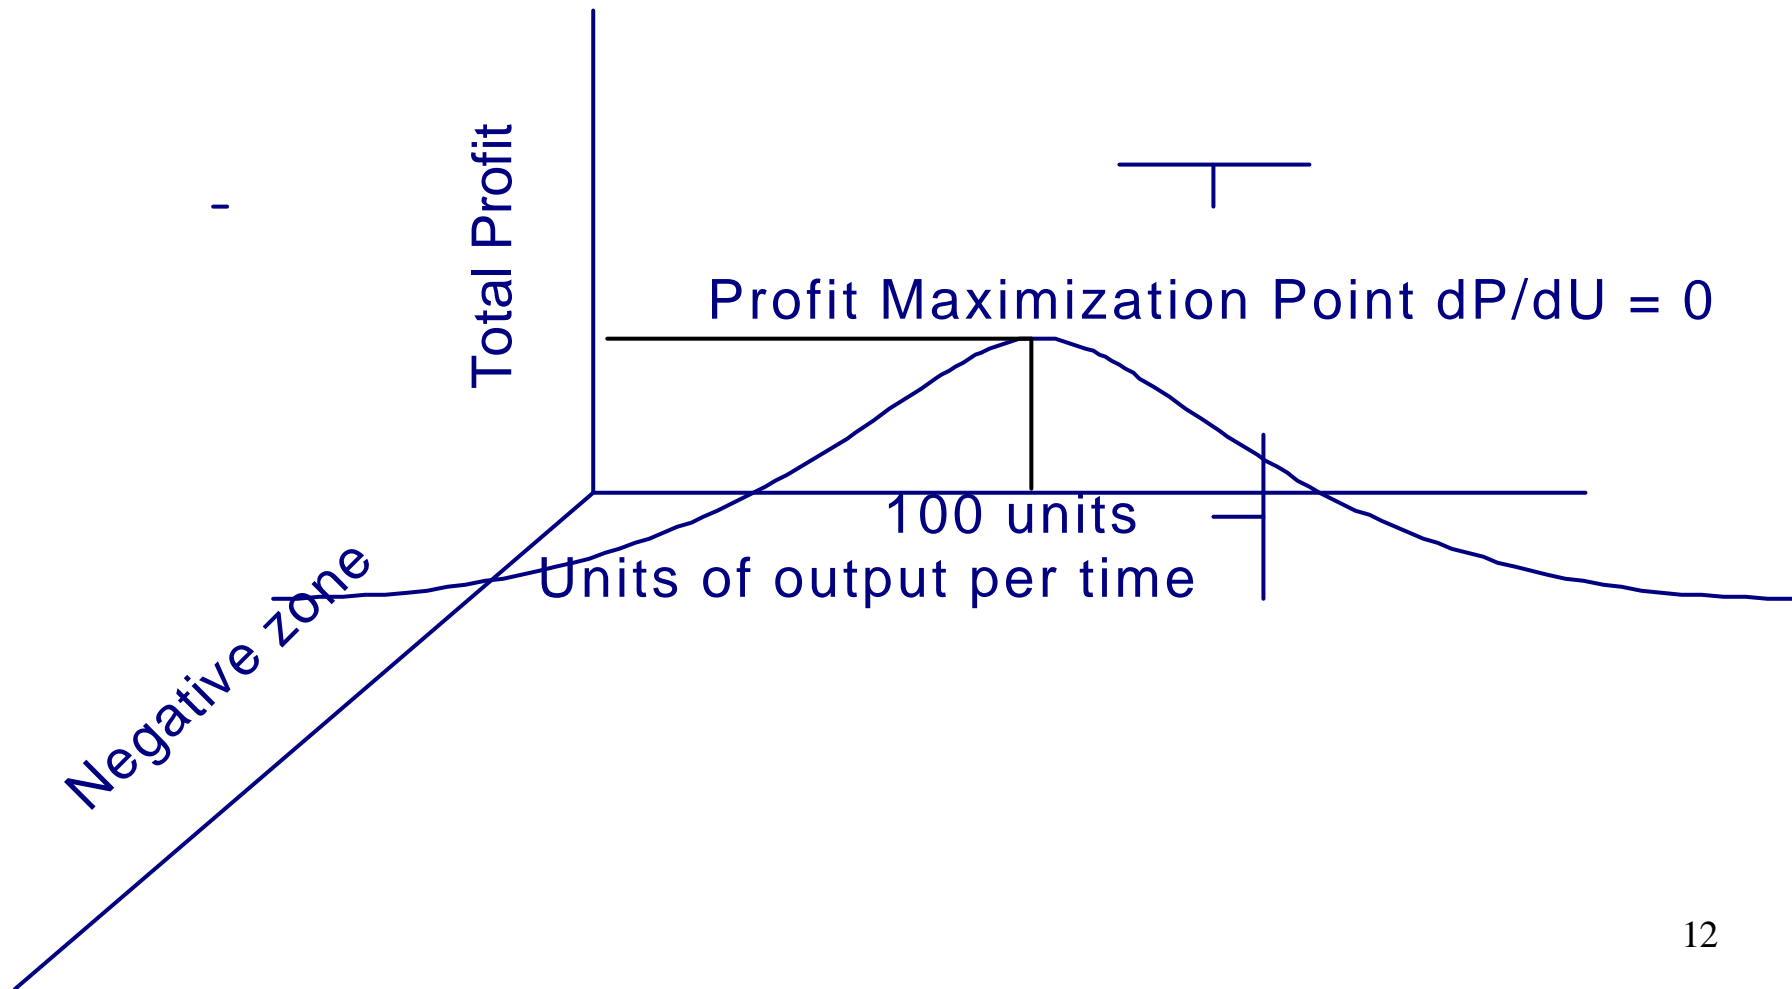 Total Profit
Profit Maximization Point dP/dU = 0
100 units
Units of output per time
Negative zone
12